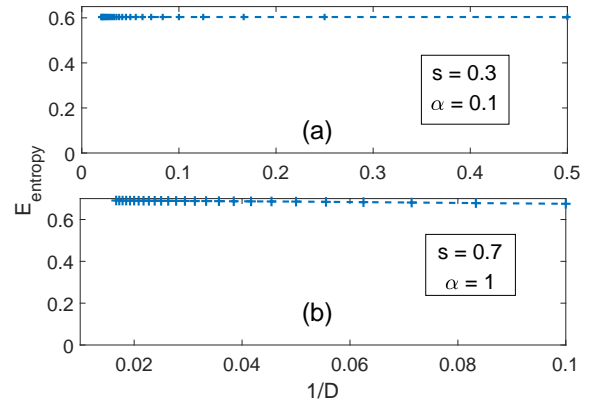 0.6
0.4
0.2
0
s = 0.3
α = 0.1
(a)
0 0.1 0.2 0.3 0.4 0.5
E_entropy
0.6
0.4
0.2
0
s = 0.7
α = 1
(b)
0.02 0.04 0.06 0.08 0.1
1/D